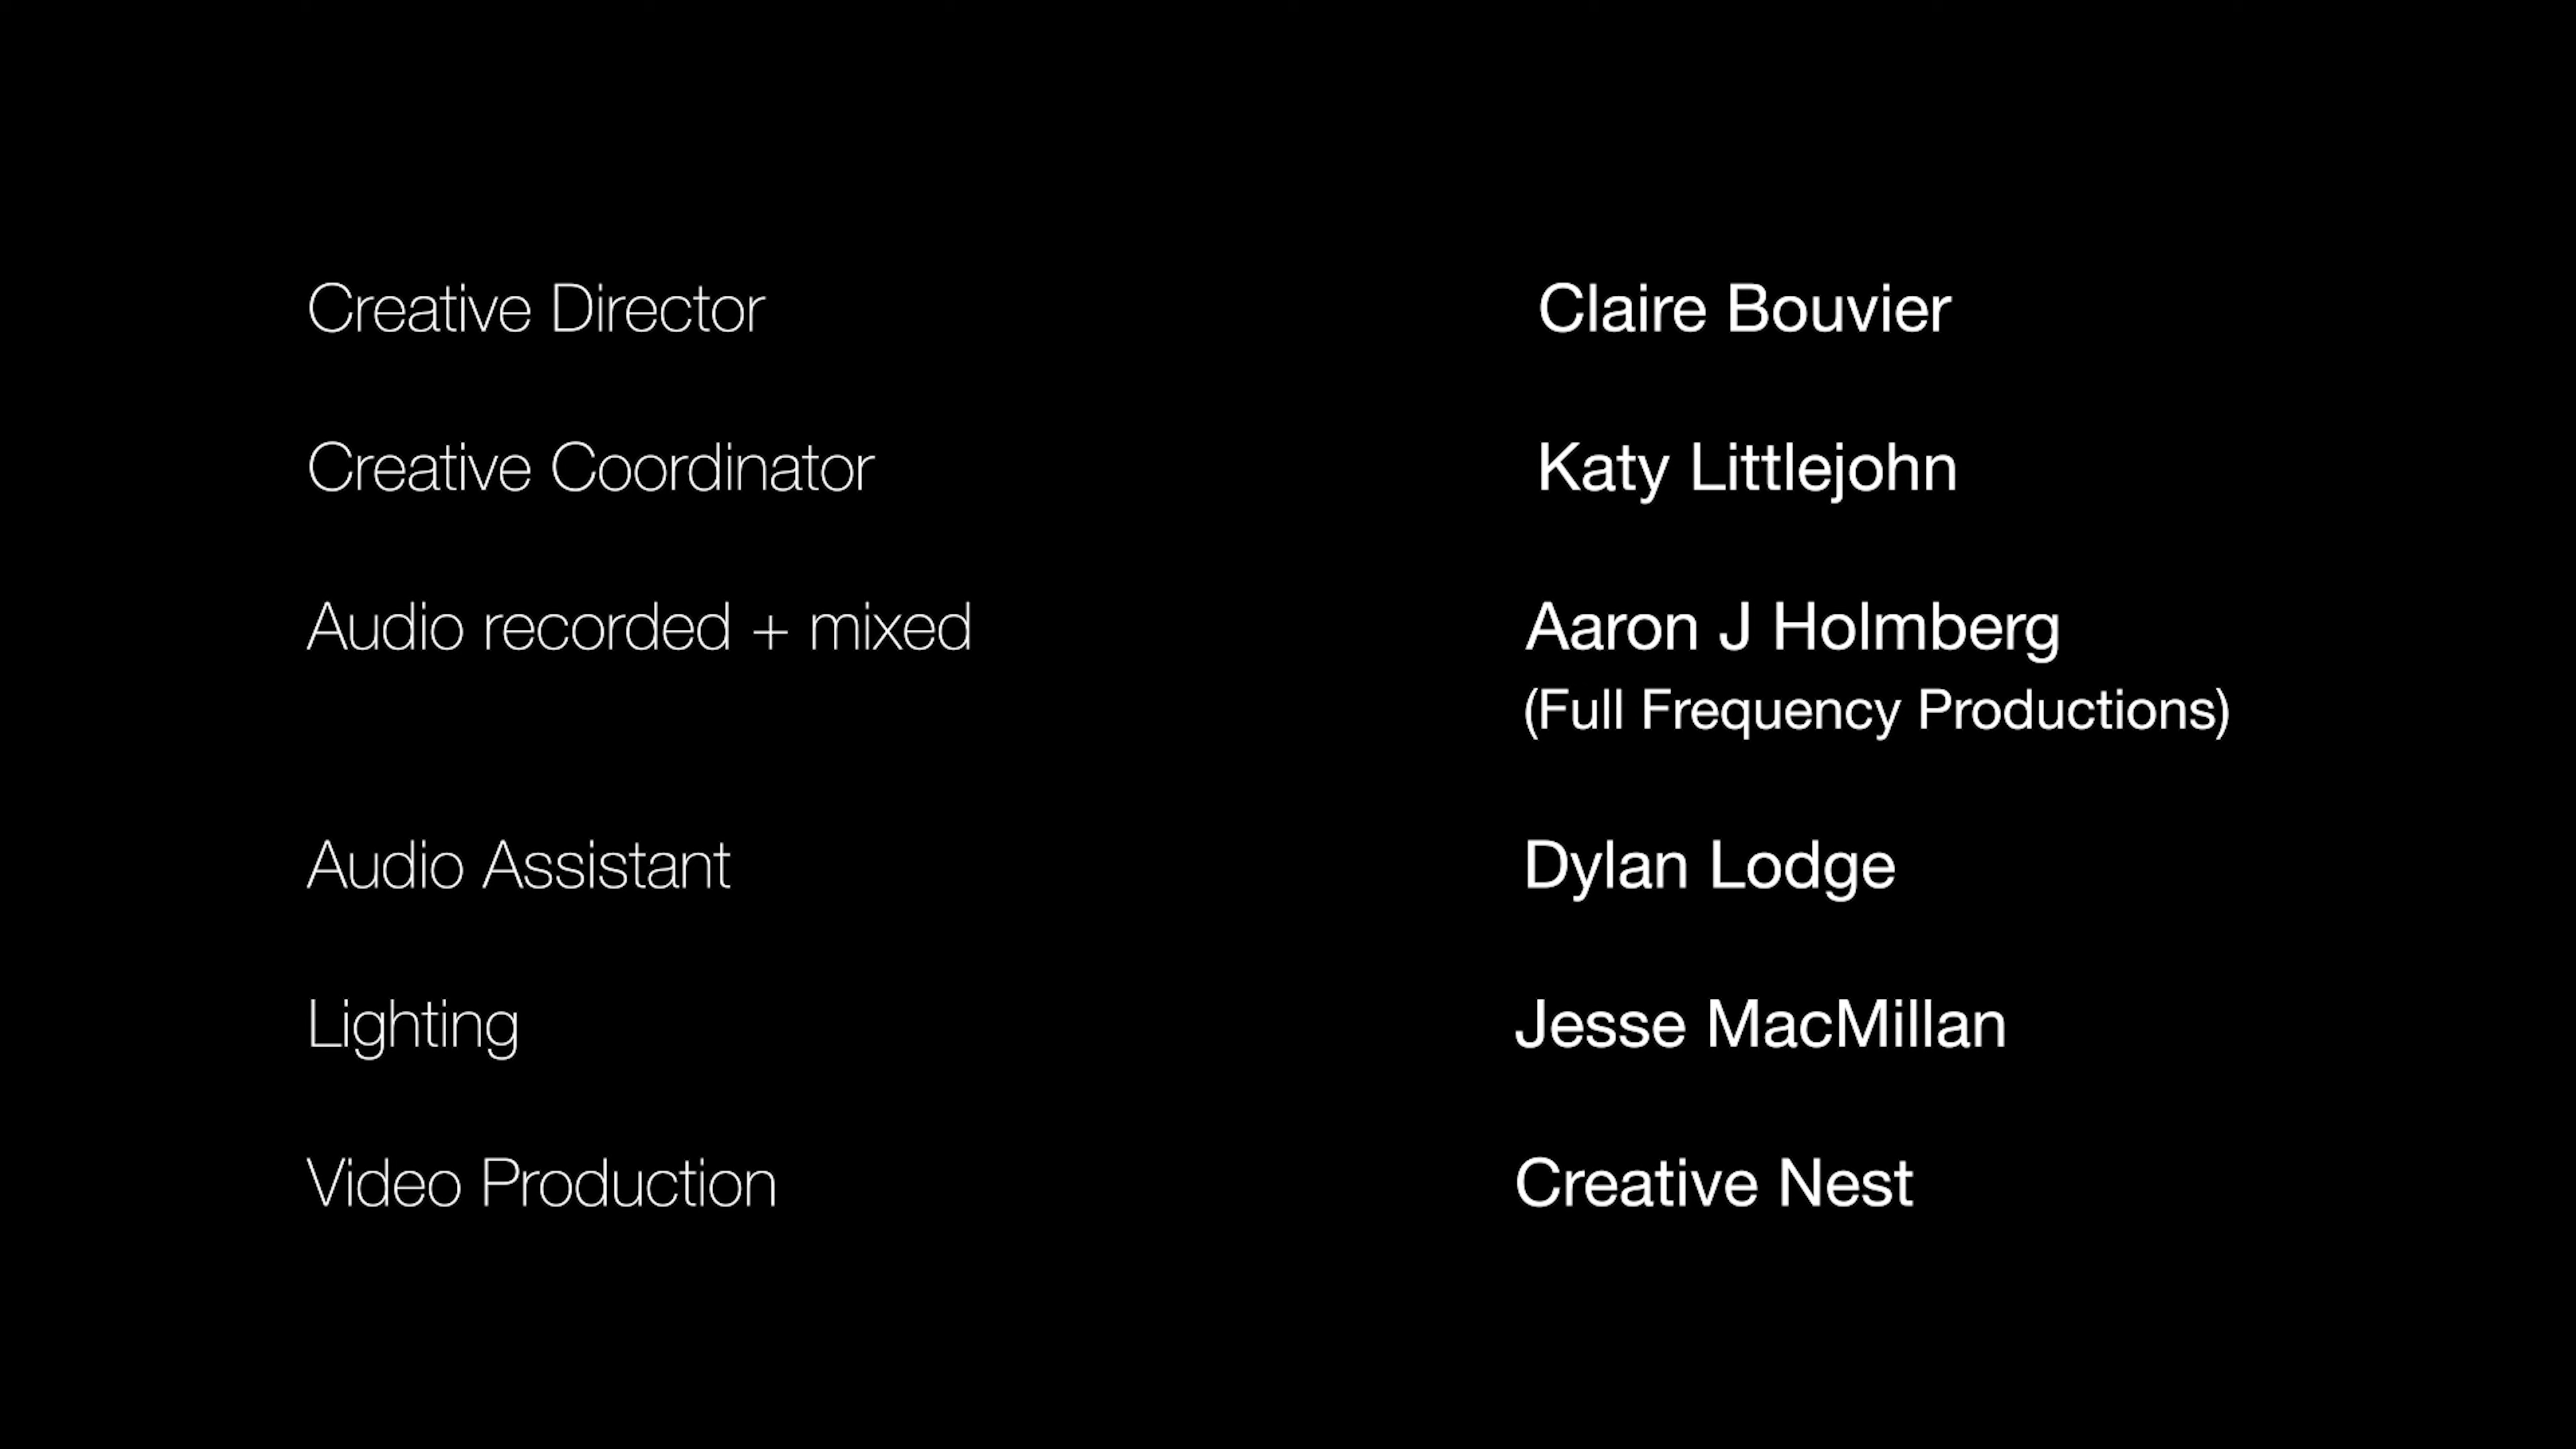 Creative Director Claire Bouvier
Creative Coordinator Katy Littlejohn
Audio recorded + mixed Aaron J Holmberg
(Full Frequency Productions)
Audio Assistant Dylan Lodge
Lighting Jesse MacMillan
Video Production Creative Nest